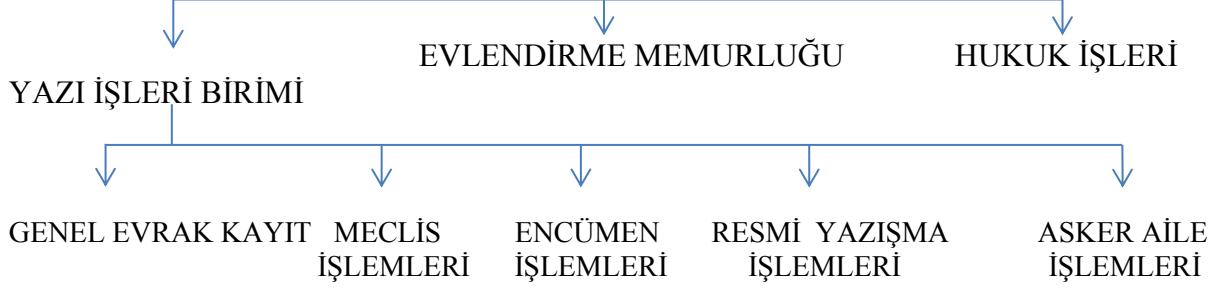 EVLENDİRME MEMURLUĞU HUKUK İŞLERİ
YAZI İŞLERİ BİRİMİ
GENEL EVRAK KAYIT MECLİS ENCÜMEN RESMİ YAZIŞMA ASKER AİLE
İŞLEMLERİ İŞLEMLERİ İŞLEMLERİ İŞLEMLERİ